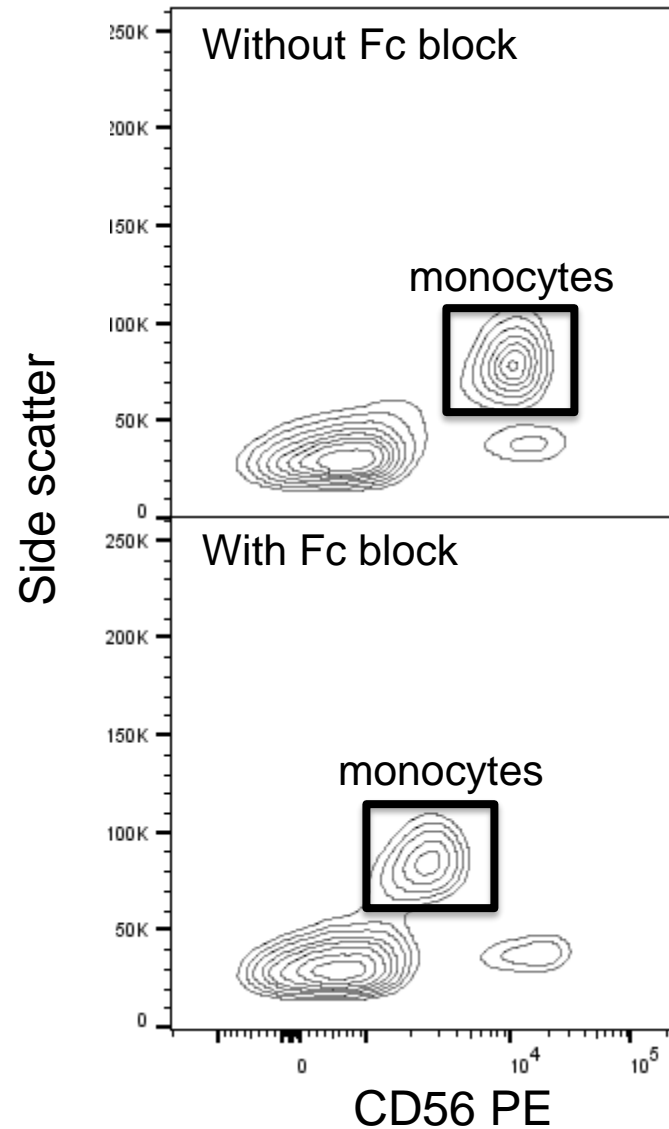 Without Fc block
250K
200K
150K
monocytes
100K
50K
0
Side scatter
With Fc block
250K
200K
150K
monocytes
100K
50K
0
0
10^4
10^5
CD56 PE